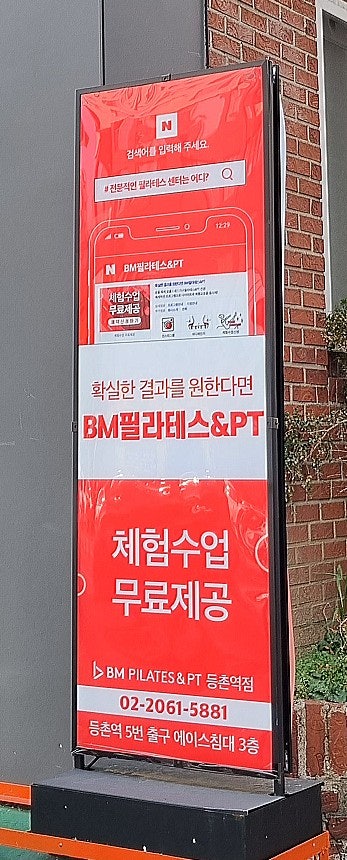 N
검색어를 입력해 주세요.
# 전문적인 필라테스 센터는 어디?
12:29
N BM필라테스&PT
체험수업
무료제공
확실한 결과를 원한다면
BM필라테스&PT
체험수업
무료제공
BM PILATES & PT 등촌역점
02-2061-5881
등촌역 5번 출구 에이스침대 3층